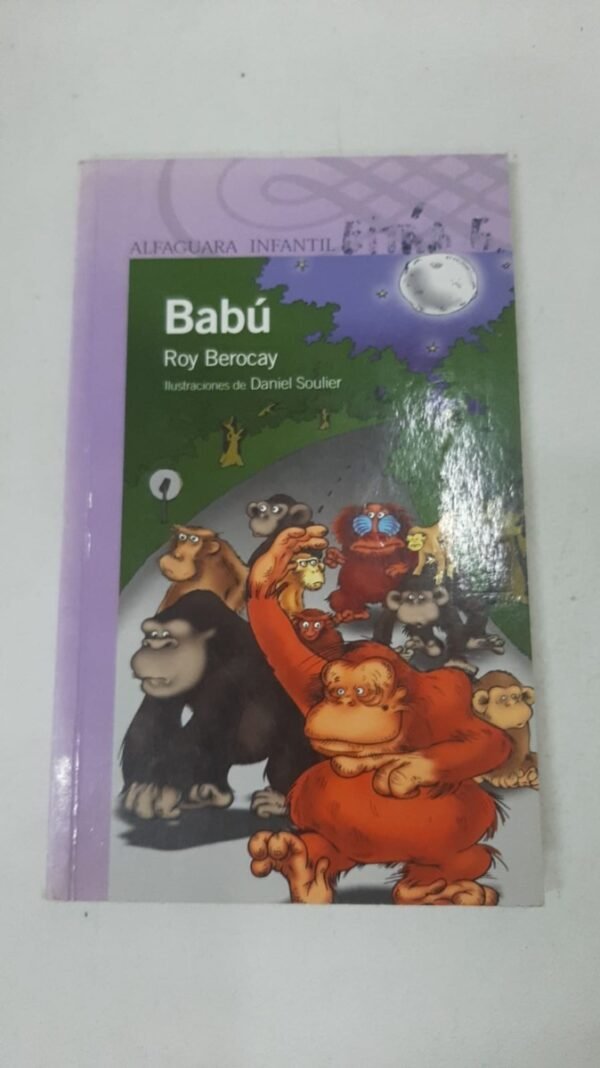 ALFAGUARA INFANTIL
Babú
Roy Berocay
Ilustraciones de Daniel Soulier